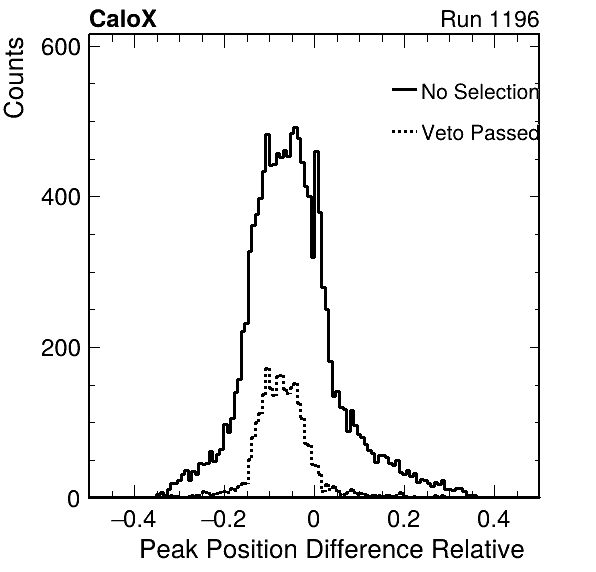 CaloX Run 1196
Counts
600
400
200
0
No Selection
Veto Passed
−0.4 −0.2 0 0.2 0.4
Peak Position Difference Relative